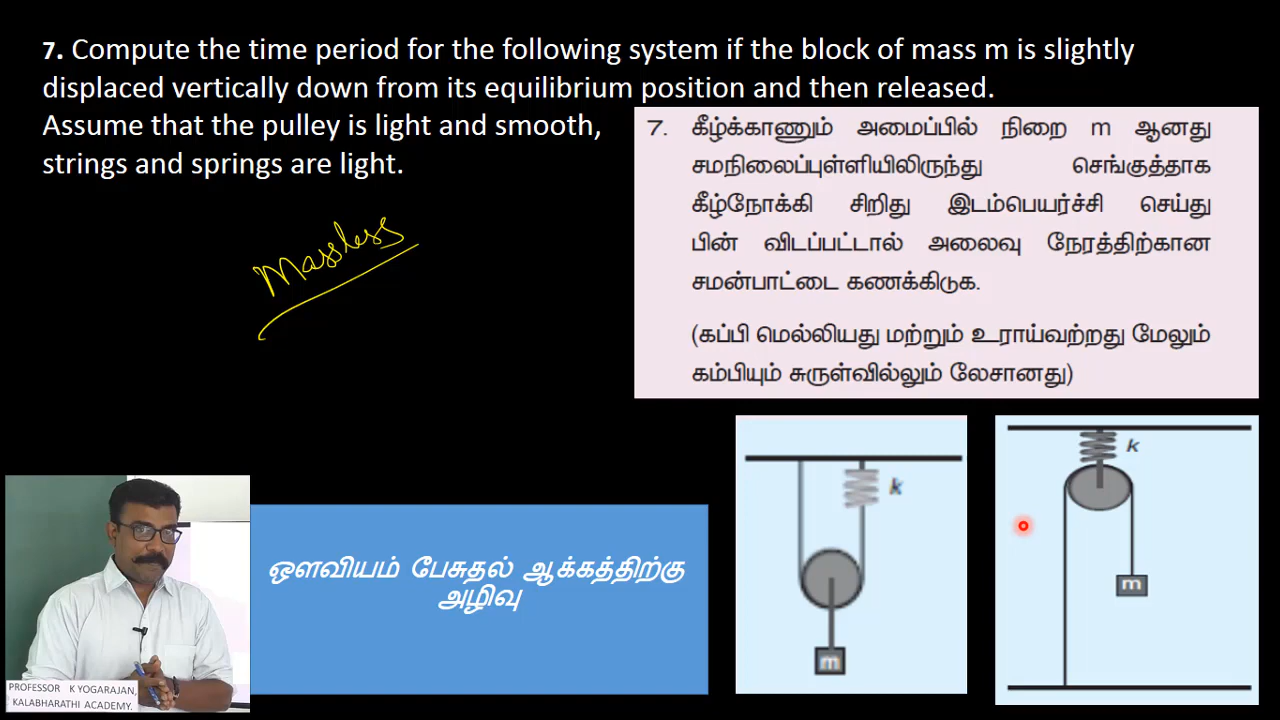 7. Compute the time period for the following system if the block of mass m is slightly
displaced vertically down from its equilibrium position and then released.
Assume that the pulley is light and smooth,
strings and springs are light.
7. கீழ்க்காணும் அமைப்பில் நிறை m ஆனது
சமநிலைப்புள்ளியிலிருந்து செங்குத்தாக
கீழ்நோக்கி சிறிது இடம்பெயர்ச்சி செய்து
பின் விடப்பட்டால் அலைவு நேரத்திற்கான
சமன்பாட்டை கணக்கிடுக.
(கப்பி மெல்லியது மற்றும் உராய்வற்றது மேலும்
கம்பியும் சுருள்வில்லும் லேசானது)
Massless
k
m
k
m
ஔவியம் பேசுதல் ஆக்கத்திற்கு
அழிவு
PROFESSOR K YOGARAJAN,
KALABHARATHI ACADEMY.